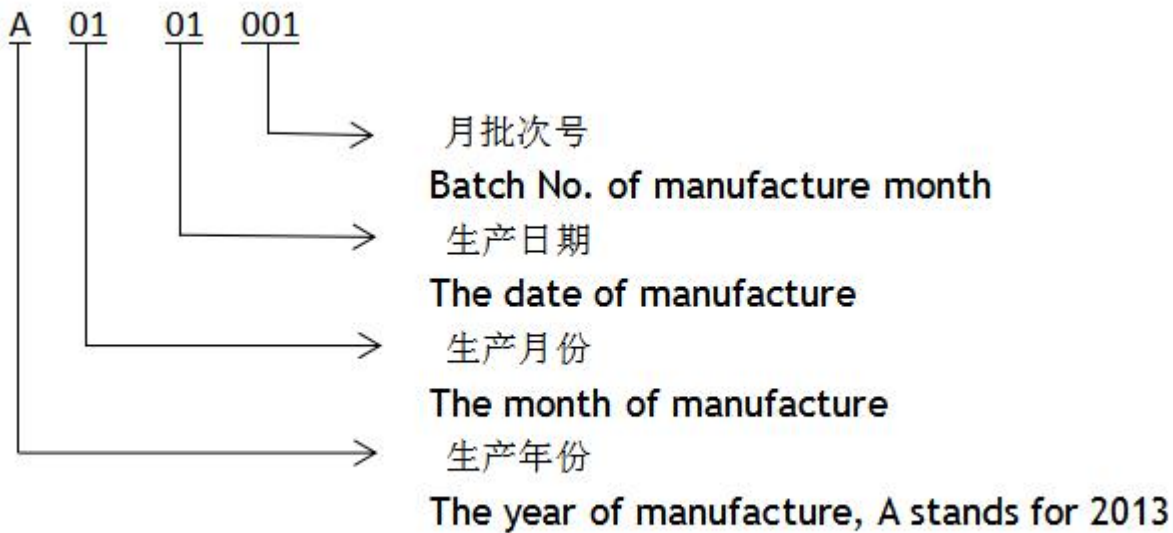 A 01 01 001
月批次号
Batch No. of manufacture month
生产日期
The date of manufacture
生产月份
The month of manufacture
生产年份
The year of manufacture, A stands for 2013